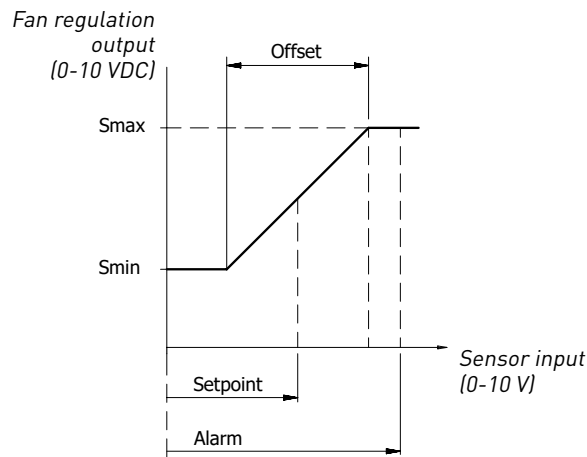 Fan regulation
output
(0-10 VDC)
Offset
Smax
Smin
Sensor input
(0-10 V)
Setpoint
Alarm